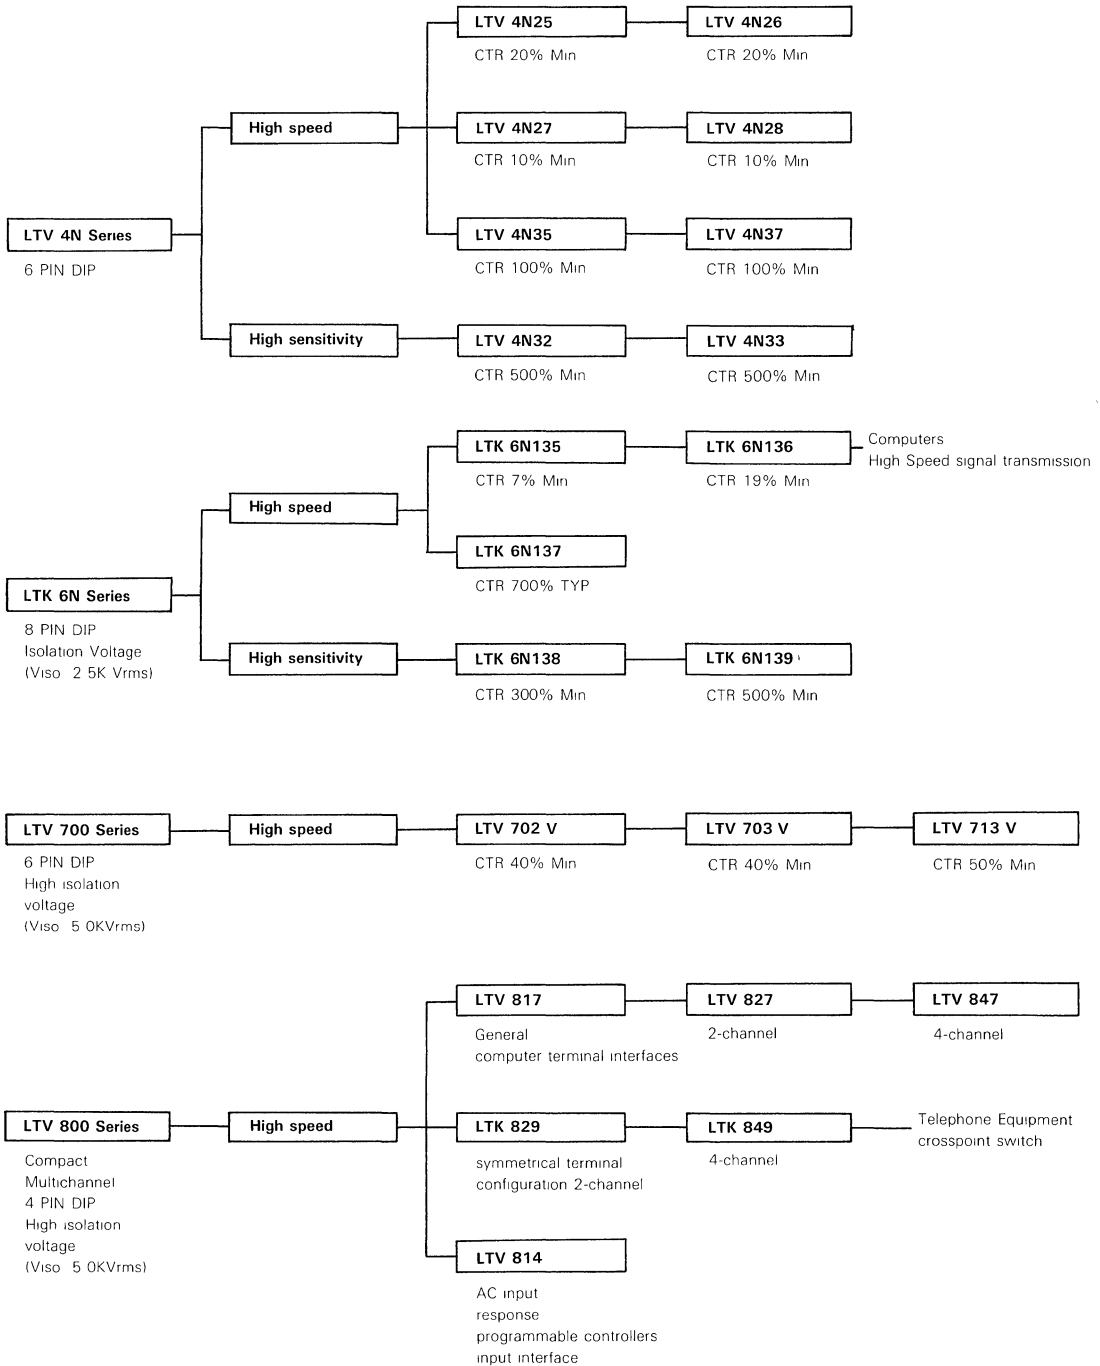 LTV 4N25
LTV 4N26
CTR 20% Min
CTR 20% Min
High speed
LTV 4N27
LTV 4N28
CTR 10% Min
CTR 10% Min
LTV 4N Series
6 PIN DIP
LTV 4N35
LTV 4N37
CTR 100% Min
CTR 100% Min
High sensitivity
LTV 4N32
LTV 4N33
CTR 500% Min
CTR 500% Min
LTK 6N135
LTK 6N136
Computers
High Speed signal transmission
CTR 7% Min
CTR 19% Min
High speed
LTK 6N137
CTR 700% TYP
LTK 6N Series
8 PIN DIP
Isolation Voltage
(Viso 2 5K Vrms)
High sensitivity
LTK 6N138
LTK 6N139
CTR 300% Min
CTR 500% Min
LTV 700 Series
High speed
LTV 702 V
LTV 703 V
LTV 713 V
6 PIN DIP
High isolation
voltage
(Viso 5 0KVrms)
CTR 40% Min
CTR 40% Min
CTR 50% Min
LTV 817
LTV 827
LTV 847
General
computer terminal interfaces
2-channel
4-channel
LTV 800 Series
High speed
LTK 829
LTK 849
Telephone Equipment
crosspoint switch
Compact
Multichannel
4 PIN DIP
High isolation
voltage
(Viso 5 0KVrms)
symmetrical terminal
configuration 2-channel
4-channel
LTV 814
AC input
response
programmable controllers
input interface